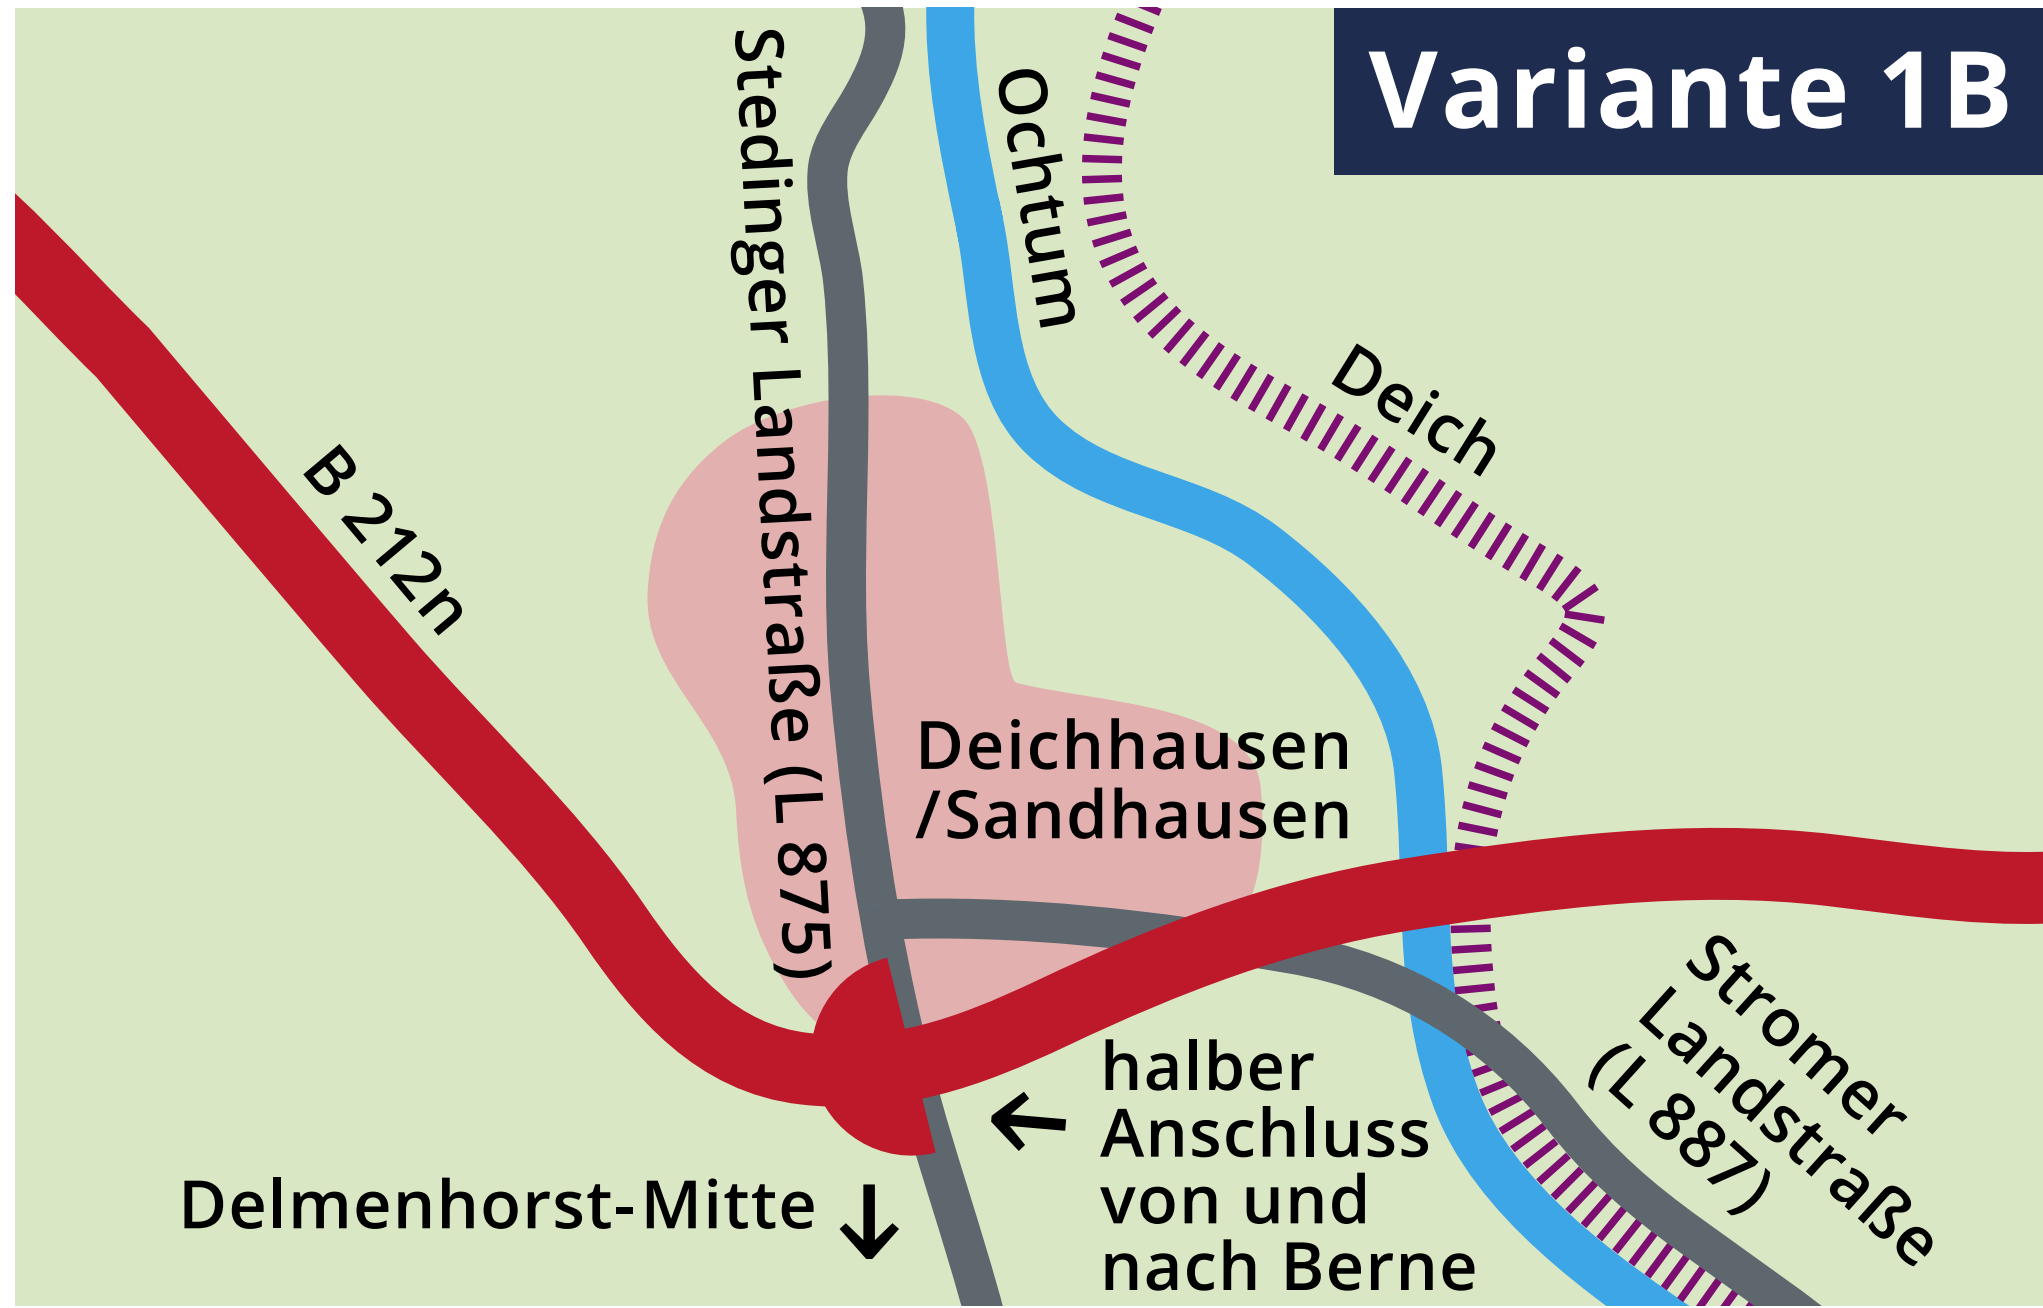 Variante 1B
Stedinger Landstraße (L 875)
Ochtum
Deich
B 212n
Deichhausen
/Sandhausen
Stromer
Landstraße
(L 887)
halber
Anschluss
von und
nach Berne
Delmenhorst-Mitte